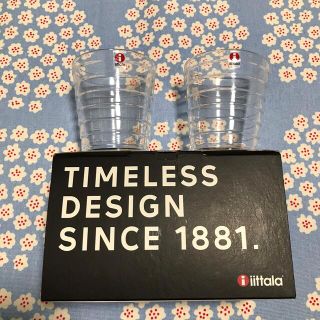 TIMELESS
DESIGN
SINCE 1881.
i iittala